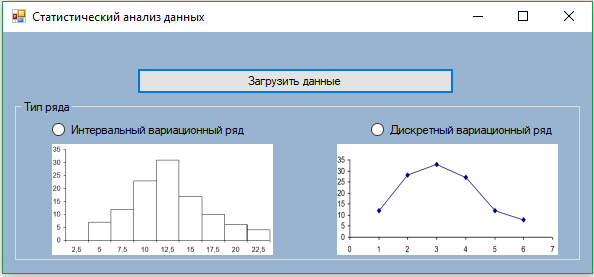 Статистический анализ данных
Загрузить данные
Тип ряда
Интервальный вариационный ряд
Дискретный вариационный ряд
35
30
25
20
15
10
5
0
2,5 5 7,5 10 12,5 15 17,5 20 22,5
35
30
25
20
15
10
5
0
0 1 2 3 4 5 6 7